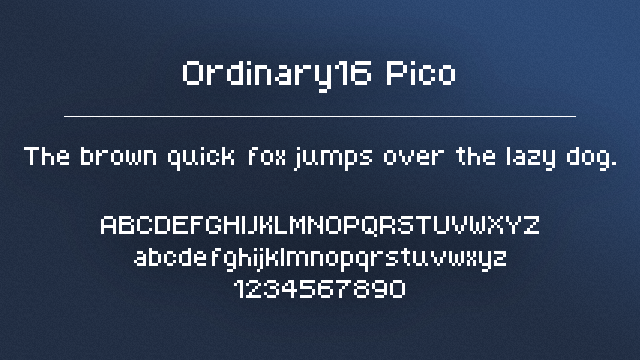 Ordinary16 Pico
The brown quick fox jumps over the lazy dog.
ABCDEFGHIJKLMNOPQRSTUVWXYZ
abcdefghijklmnopqrstuvwxyz
1234567890